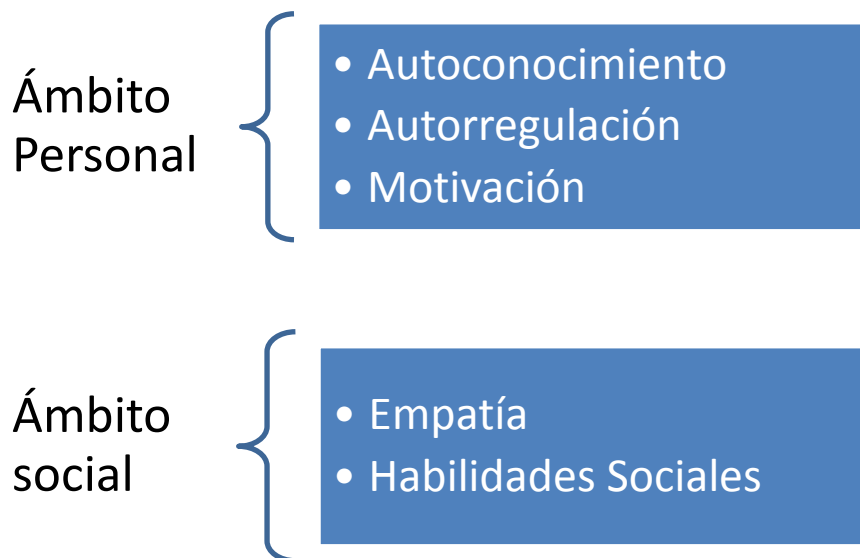 Ámbito
Personal
• Autoconocimiento
• Autorregulación
• Motivación
Ámbito
social
• Empatía
• Habilidades Sociales